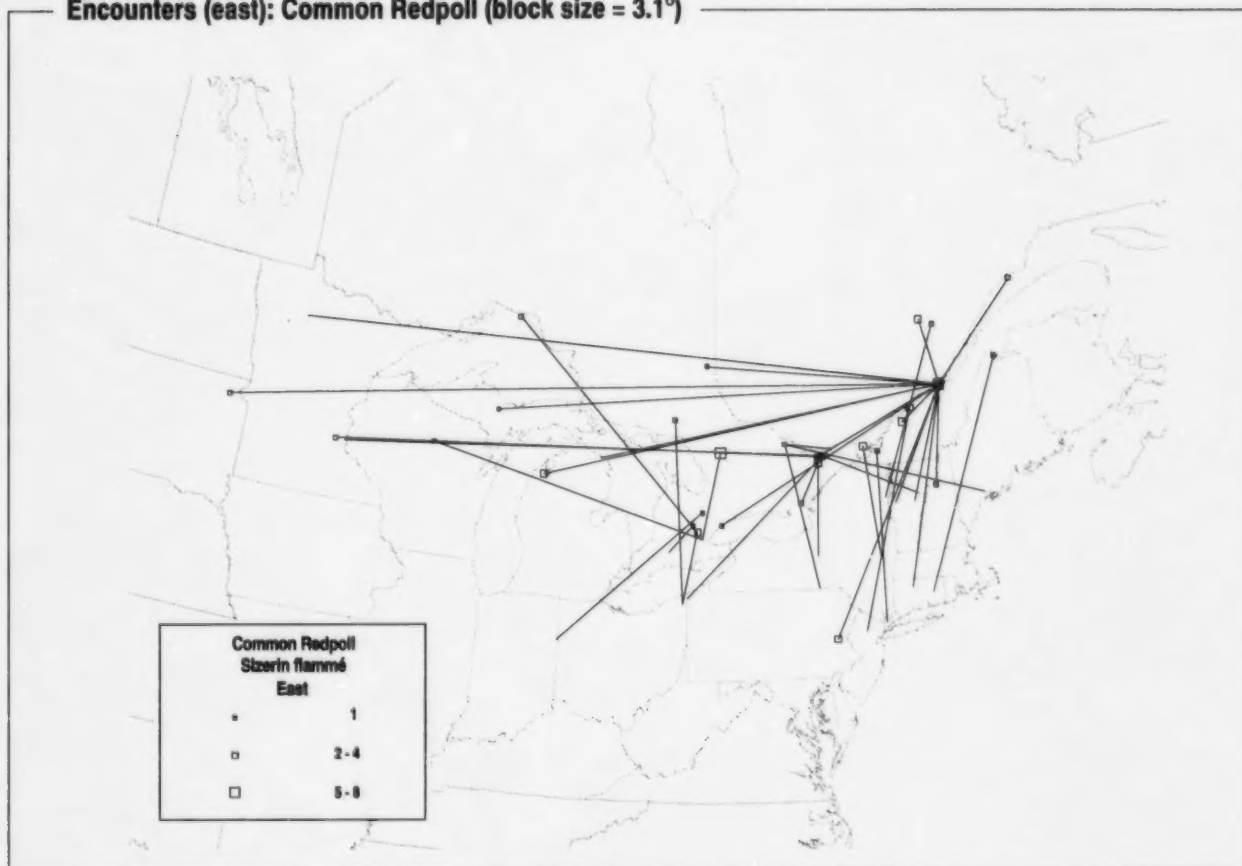 Encounters (east): Common Redpoll (block size = 3.1°)
Common Redpoll
Sizerin flammé
East
1
2 - 4
5 - 8